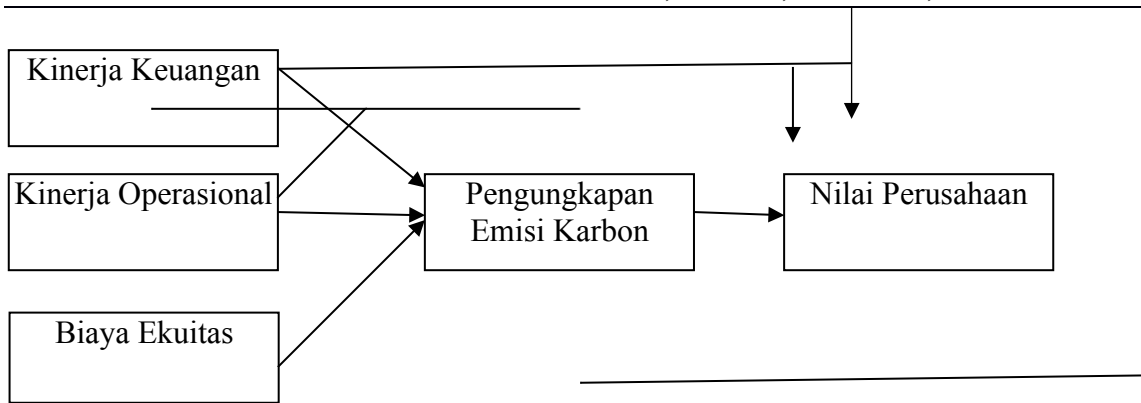 Kinerja Keuangan
Kinerja Operasional
Pengungkapan
Emisi Karbon
Nilai Perusahaan
Biaya Ekuitas